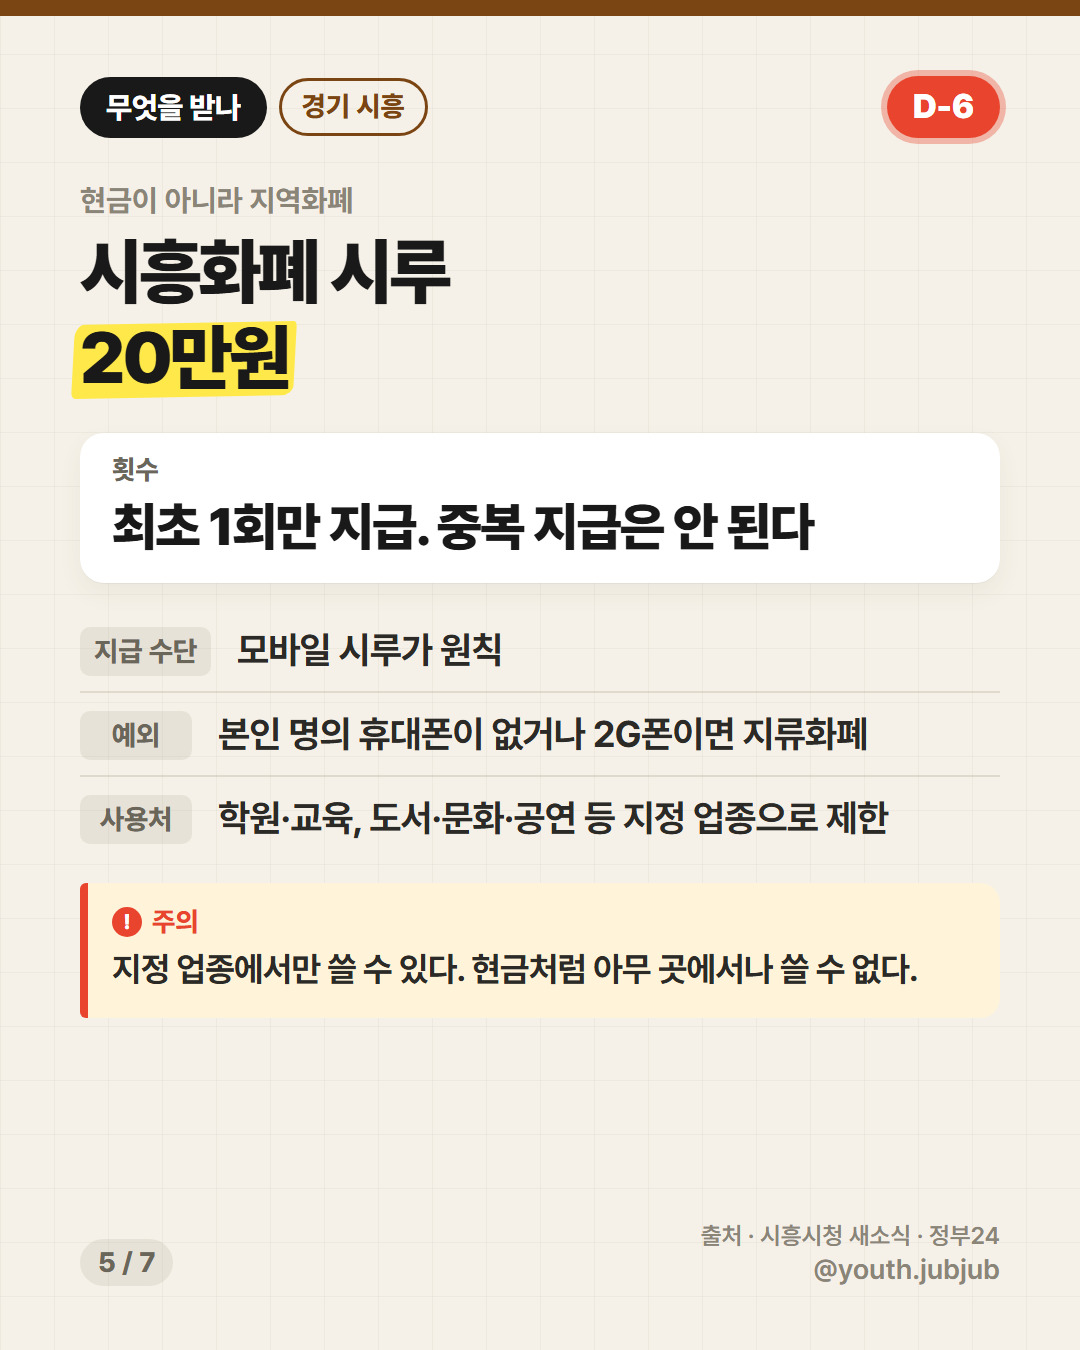 무엇을 받나
경기 시흥
D-6
현금이 아니라 지역화폐
시흥화폐 시루
20만원
횟수
최초 1회만 지급. 중복 지급은 안 된다
지급 수단 모바일 시루가 원칙
예외 본인 명의 휴대폰이 없거나 2G폰이면 지류화폐
사용처 학원·교육, 도서·문화·공연 등 지정 업종으로 제한
! 주의
지정 업종에서만 쓸 수 있다. 현금처럼 아무 곳에서나 쓸 수 없다.
출처 · 시흥시청 새소식 · 정부24
5 / 7
@youth.jubjub